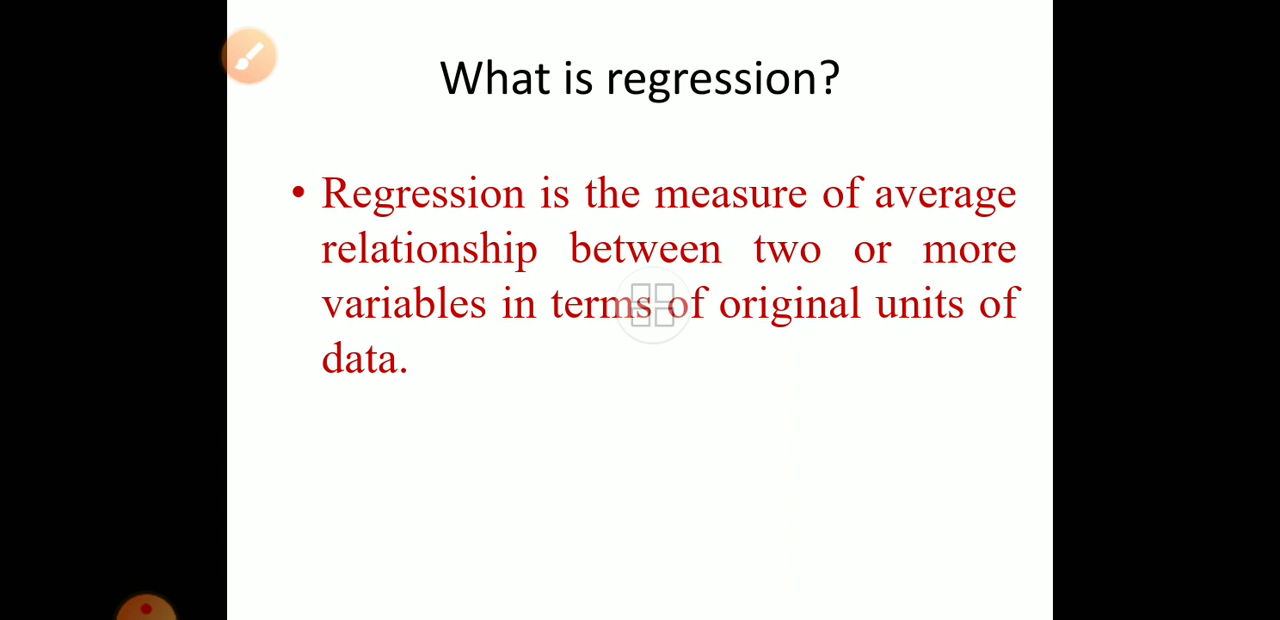 What is regression?
• Regression is the measure of average
relationship between two or more
variables in terms of original units of
data.